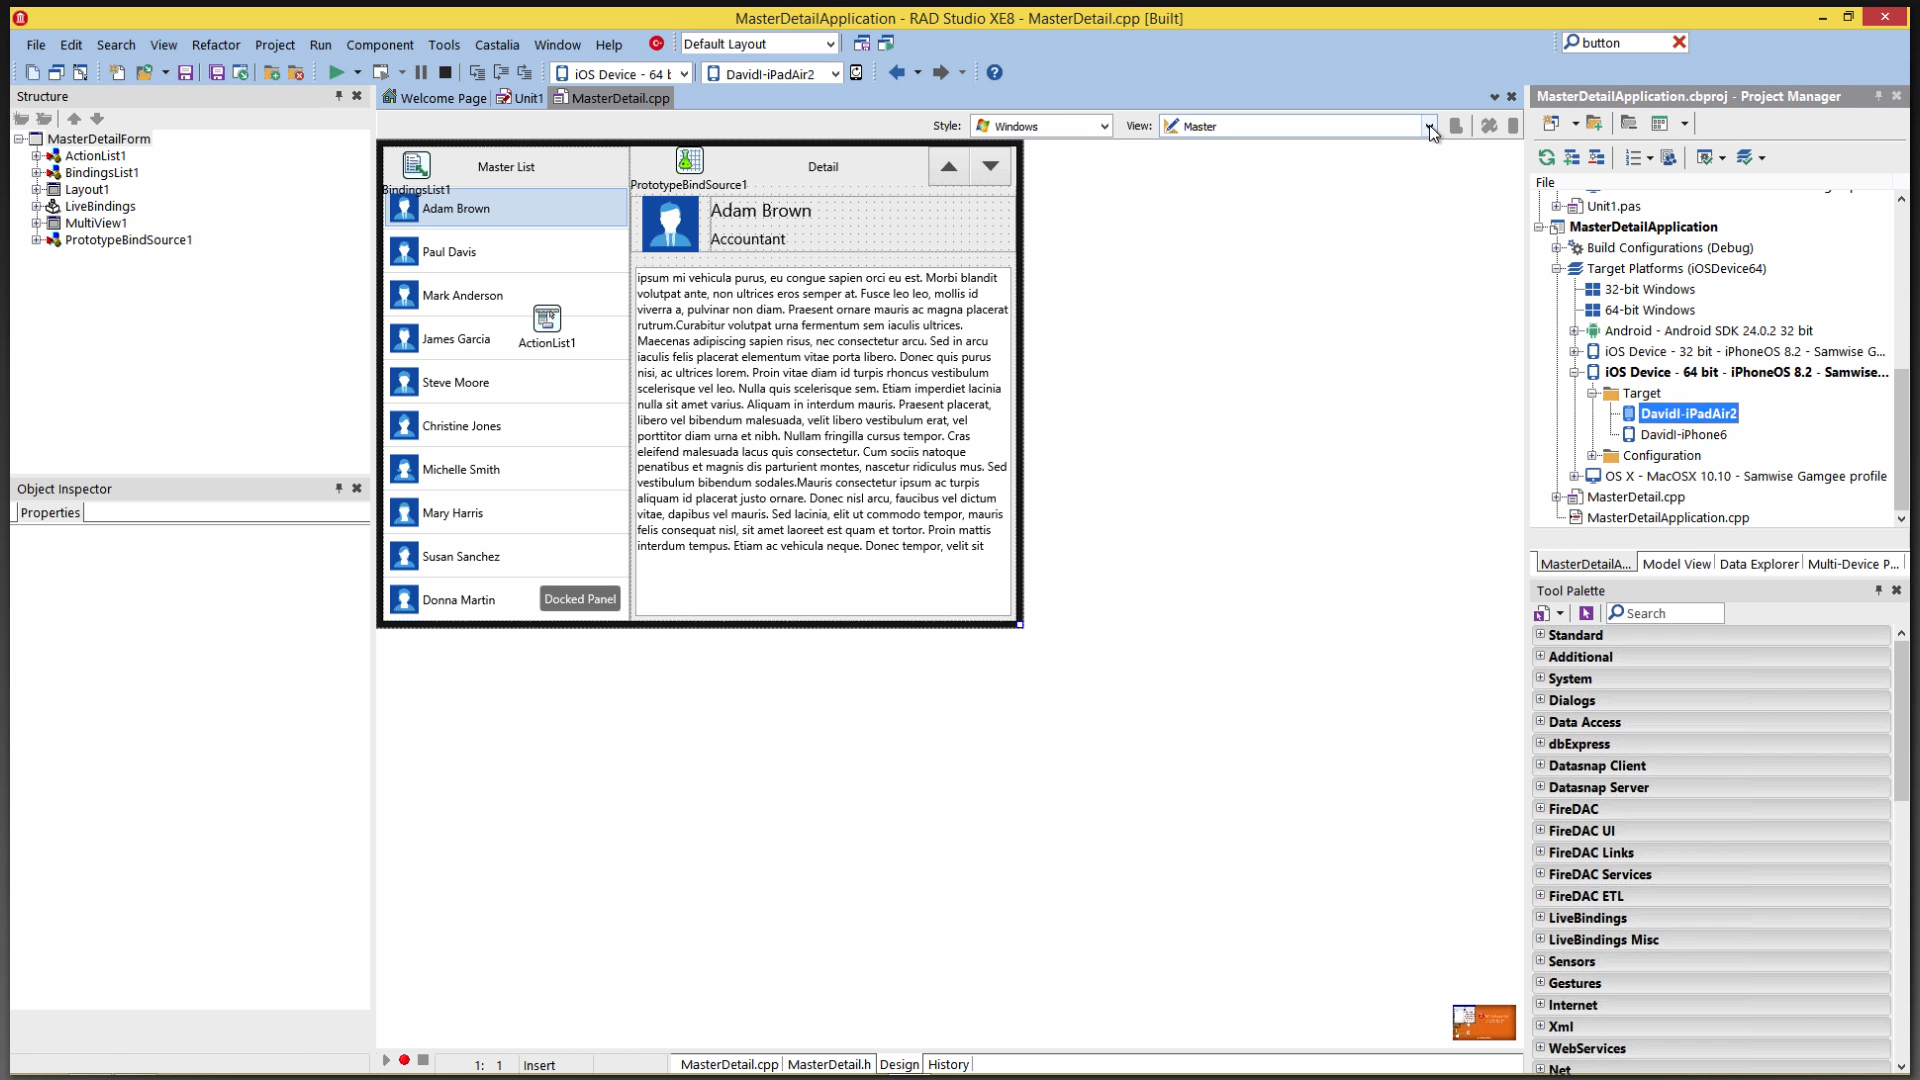 MasterDetailApplication - RAD Studio XE8 - MasterDetail.cpp [Built]
File Edit Search View Refactor Project Run Component Tools Castalia Window Help Default Layout button
iOS Device - 64 DavidI-iPadAir2
Structure
MasterDetailForm
ActionList1
BindingsList1
Layout1
LiveBindings
MultiView1
PrototypeBindSource1
Object Inspector
Properties
Welcome Page Unit1 MasterDetail.cpp
Style: Windows View: Master
Master List
BindingsList1
Adam Brown
Paul Davis
Mark Anderson
James Garcia
ActionList1
Steve Moore
Christine Jones
Michelle Smith
Mary Harris
Susan Sanchez
Donna Martin
Docked Panel
Detail
PrototypeBindSource1
Adam Brown
Accountant
ipsum mi vehicula purus, eu congue sapien orci eu est. Morbi blandit
volutpat ante, non ultrices eros semper at. Fusce leo leo, mollis id
viverra a, pulvinar non diam. Praesent ornare mauris ac magna placerat
rutrum.Curabitur volutpat urna fermentum sem iaculis ultrices.
Maecenas adipiscing sapien risus, nec consectetur arcu. Sed in arcu
iaculis felis placerat elementum vitae porta libero. Donec quis purus
nisi, ac ultrices lorem. Proin vitae diam id turpis rhoncus vestibulum
scelerisque vel leo. Nulla quis scelerisque sem. Etiam imperdiet lacinia
nulla sit amet varius. Aliquam in interdum mauris. Praesent placerat,
libero vel bibendum malesuada, velit libero vestibulum erat, vel
porttitor diam urna et nibh. Nullam fringilla cursus tempor. Cras
eleifend malesuada lacus quis consectetur. Cum sociis natoque
penatibus et magnis dis parturient montes, nascetur ridiculus mus. Sed
vestibulum bibendum sodales.Mauris consectetur ipsum ac turpis
aliquam id placerat justo ornare. Donec nisl arcu, faucibus vel dictum
vitae, dapibus vel mauris. Sed lacinia, elit ut commodo tempor, mauris
felis consequat nisl, sit amet laoreet est quam et tortor. Proin mattis
interdum tempus. Etiam ac vehicula neque. Donec tempor, velit sit
1: 1 Insert
MasterDetail.cpp MasterDetail.h Design History
MasterDetailApplication.cbproj - Project Manager
File
Unit1.pas
MasterDetailApplication
Build Configurations (Debug)
Target Platforms (iOSDevice64)
32-bit Windows
64-bit Windows
Android - Android SDK 24.0.2 32 bit
iOS Device - 32 bit - iPhoneOS 8.2 - Samwise G...
iOS Device - 64 bit - iPhoneOS 8.2 - Samwise...
Target
DavidI-iPadAir2
DavidI-iPhone6
Configuration
OS X - MacOSX 10.10 - Samwise Gamgee profile
MasterDetail.cpp
MasterDetailApplication.cpp
MasterDetailA... Model View Data Explorer Multi-Device P...
Tool Palette
Search
Standard
Additional
System
Dialogs
Data Access
dbExpress
Datasnap Client
Datasnap Server
FireDAC
FireDAC UI
FireDAC Links
FireDAC Services
FireDAC ETL
LiveBindings
LiveBindings Misc
Sensors
Gestures
Internet
Xml
WebServices
Net